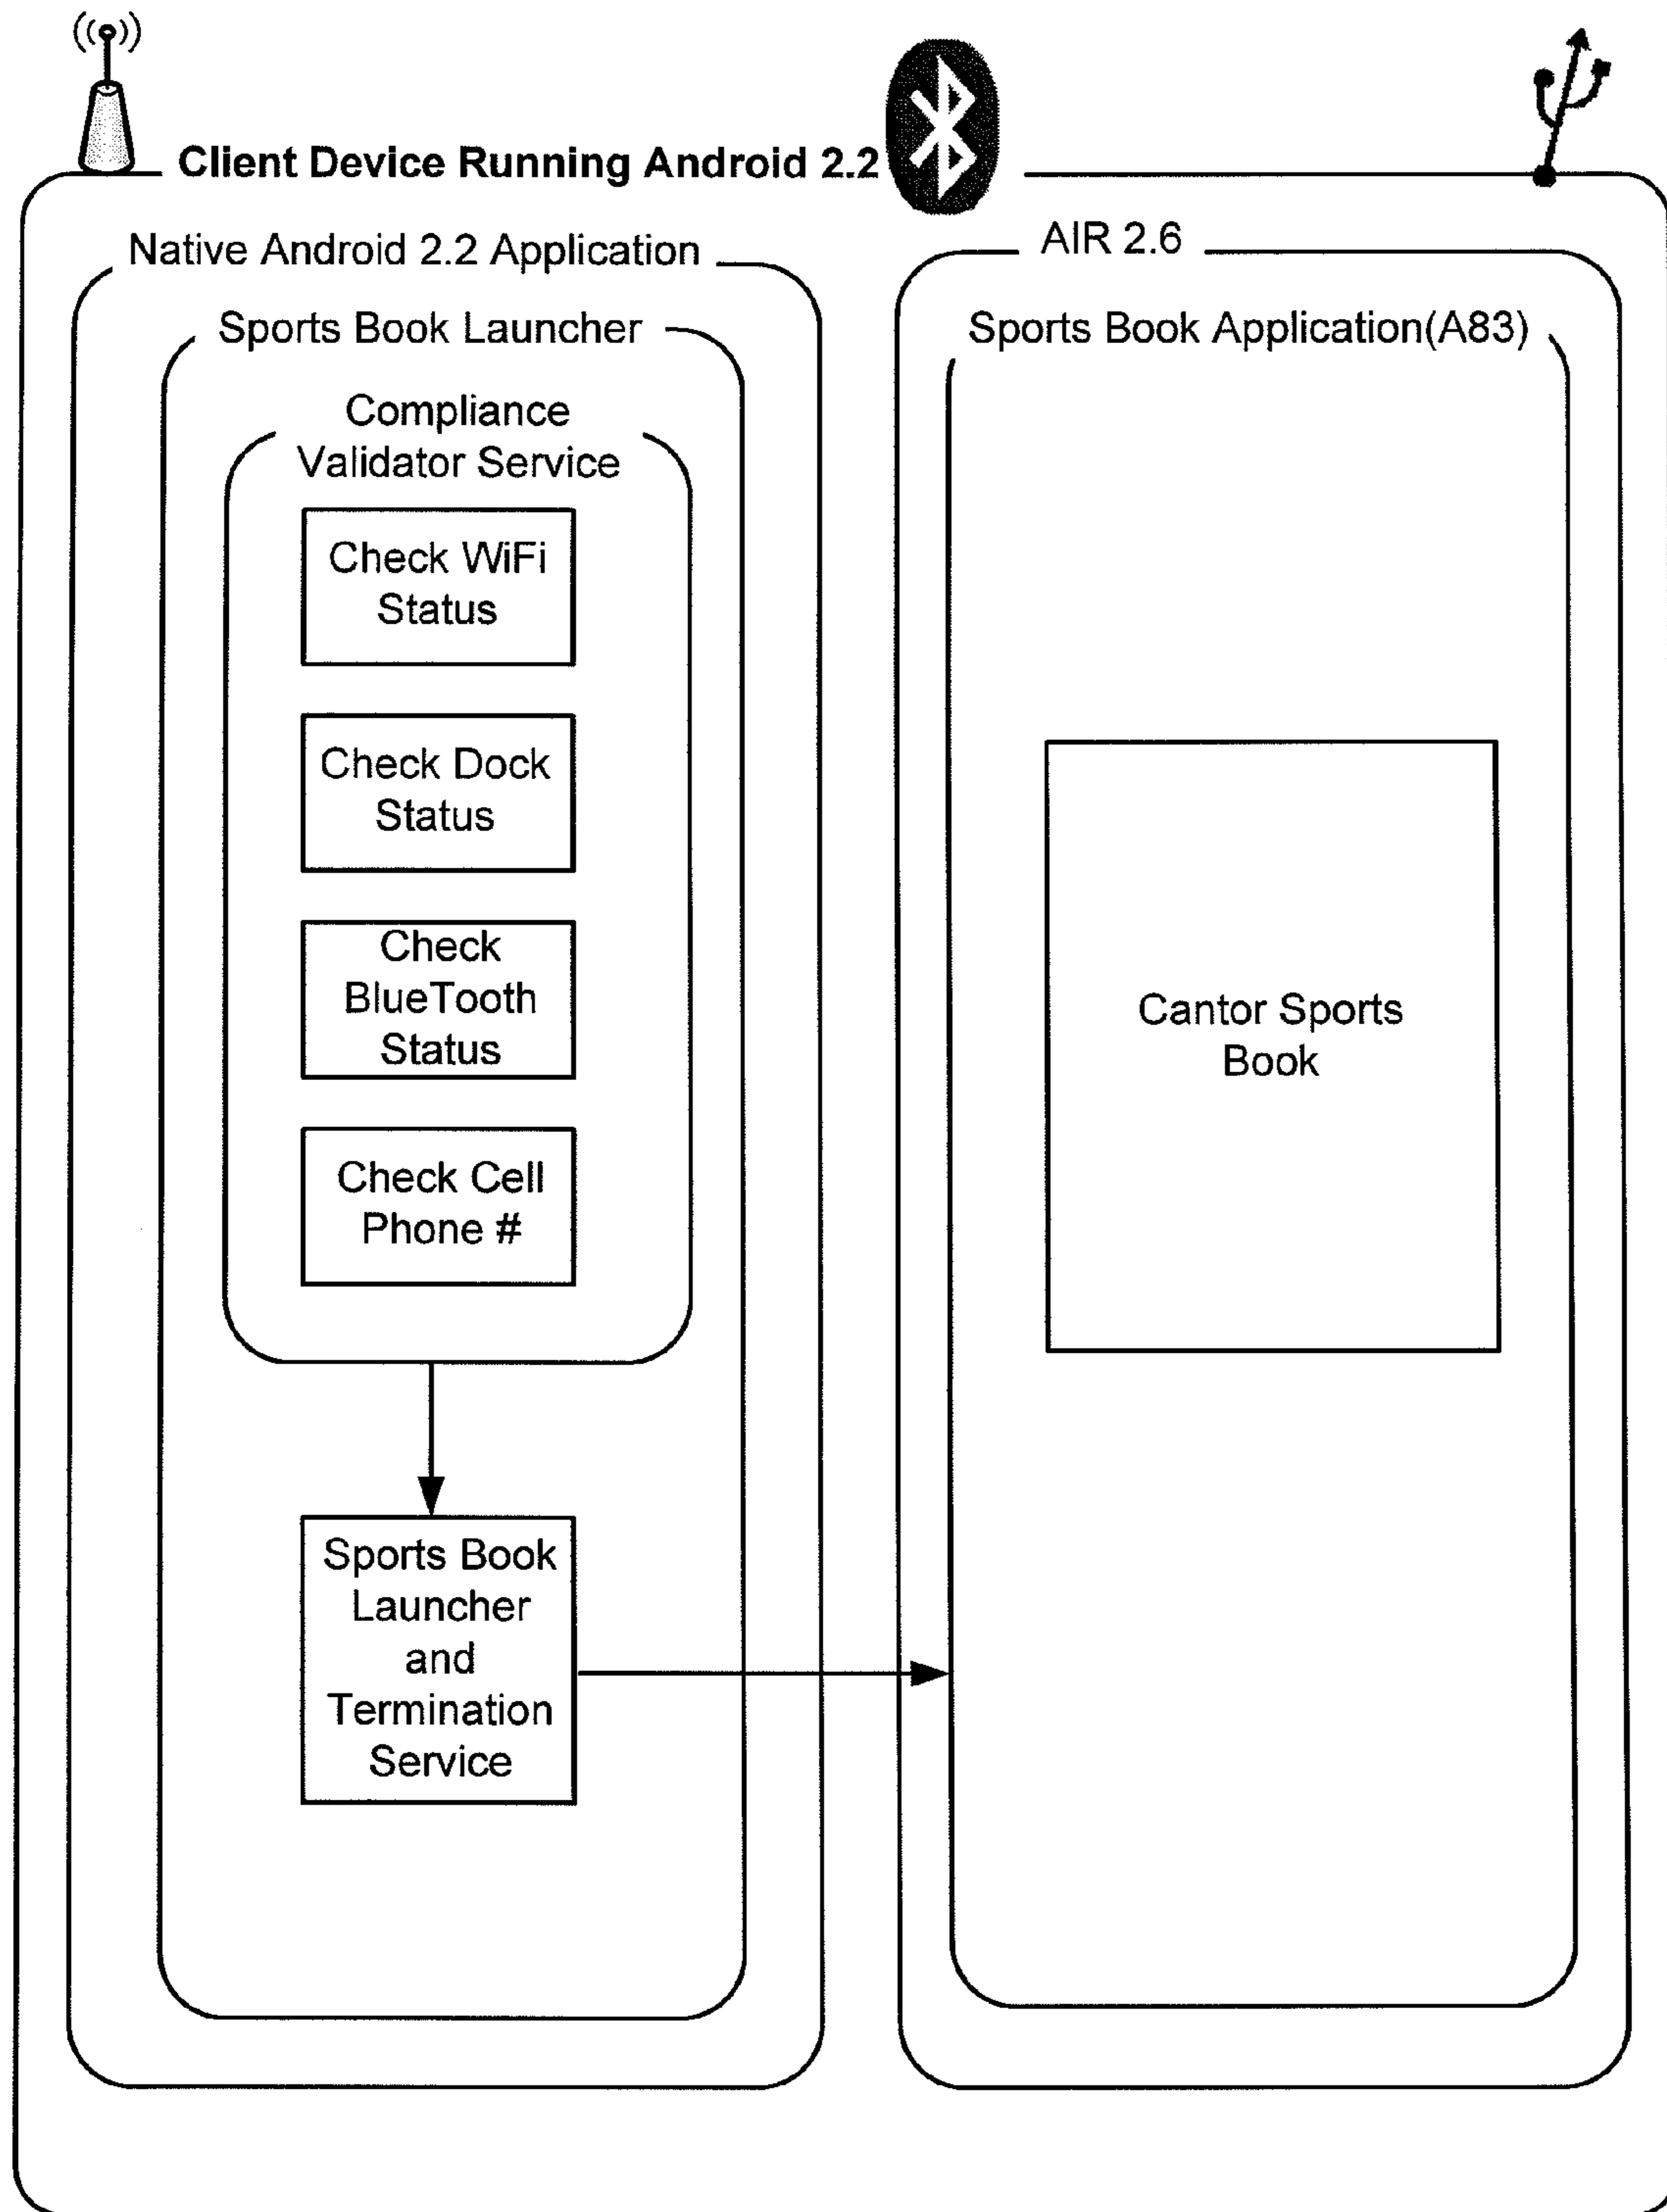 Client Device Running Android 2.2
Native Android 2.2 Application
AIR 2.6
Sports Book Launcher
Sports Book Application(A83)
Compliance
Validator Service
Check WiFi
Status
Check Dock
Status
Check
BlueTooth
Status
Check Cell
Phone #
Sports Book
Launcher
and
Termination
Service
Cantor Sports
Book